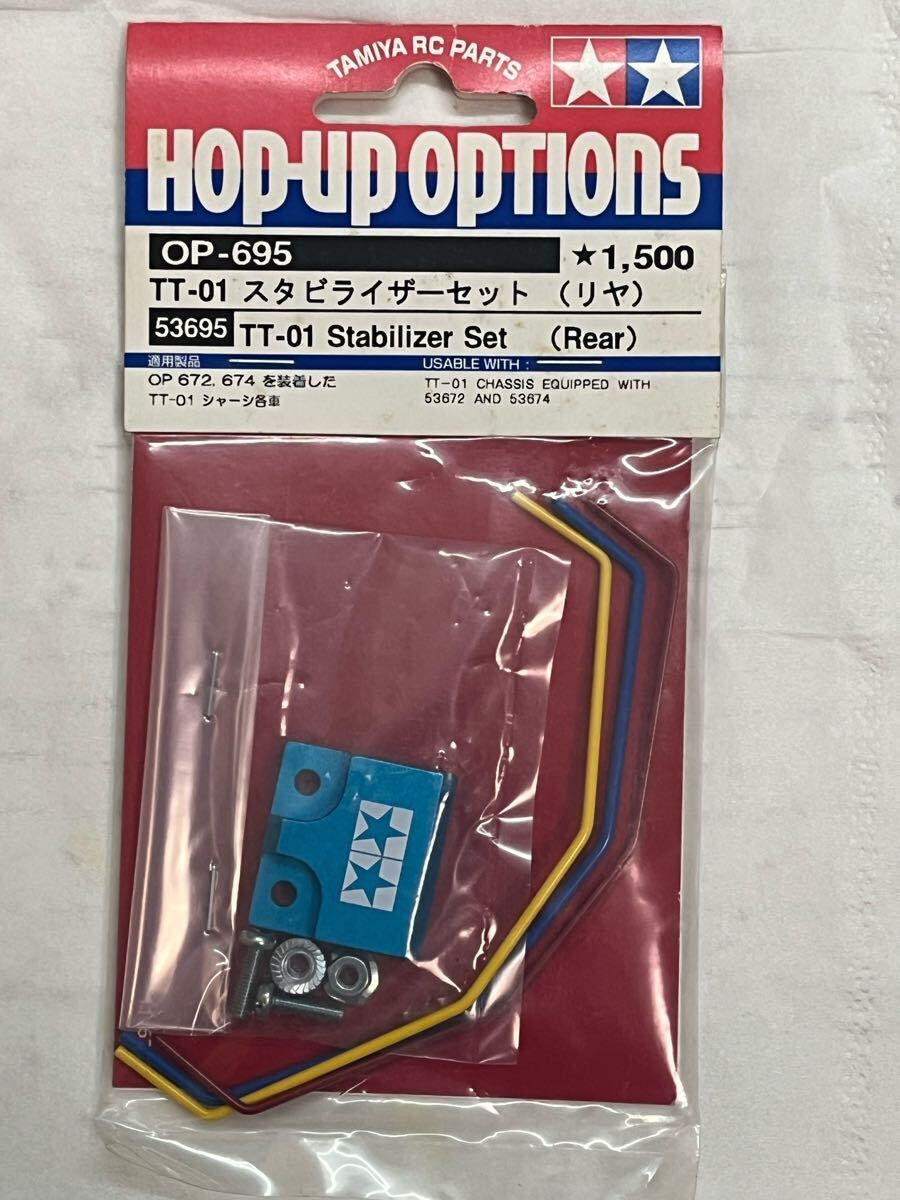 TAMIYA RC PARTS
HOP-UP OPTIONS
OP-695
★1,500
TT-01 スタビライザーセット （リヤ）
53695 TT-01 Stabilizer Set （Rear）
適用製品
OP 672, 674 を装着した
TT-01 シャーシ各車
USABLE WITH :
TT-01 CHASSIS EQUIPPED WITH
53672 AND 53674